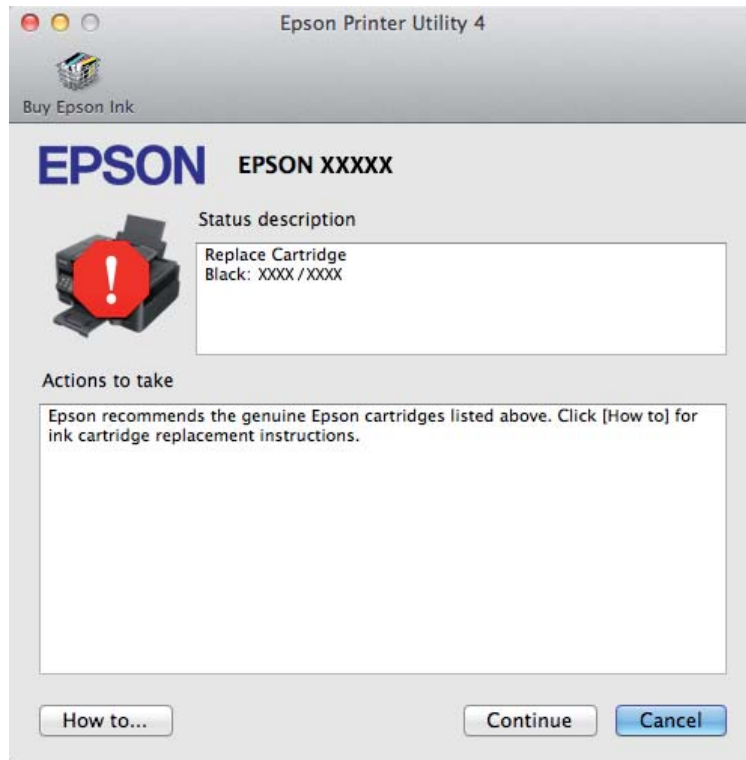 Epson Printer Utility 4
Buy Epson Ink
EPSON EPSON XXXXX
Status description
Replace Cartridge
Black: XXXX / XXXX
!
Actions to take
Epson recommends the genuine Epson cartridges listed above. Click [How to] for
ink cartridge replacement instructions.
How to... Continue Cancel